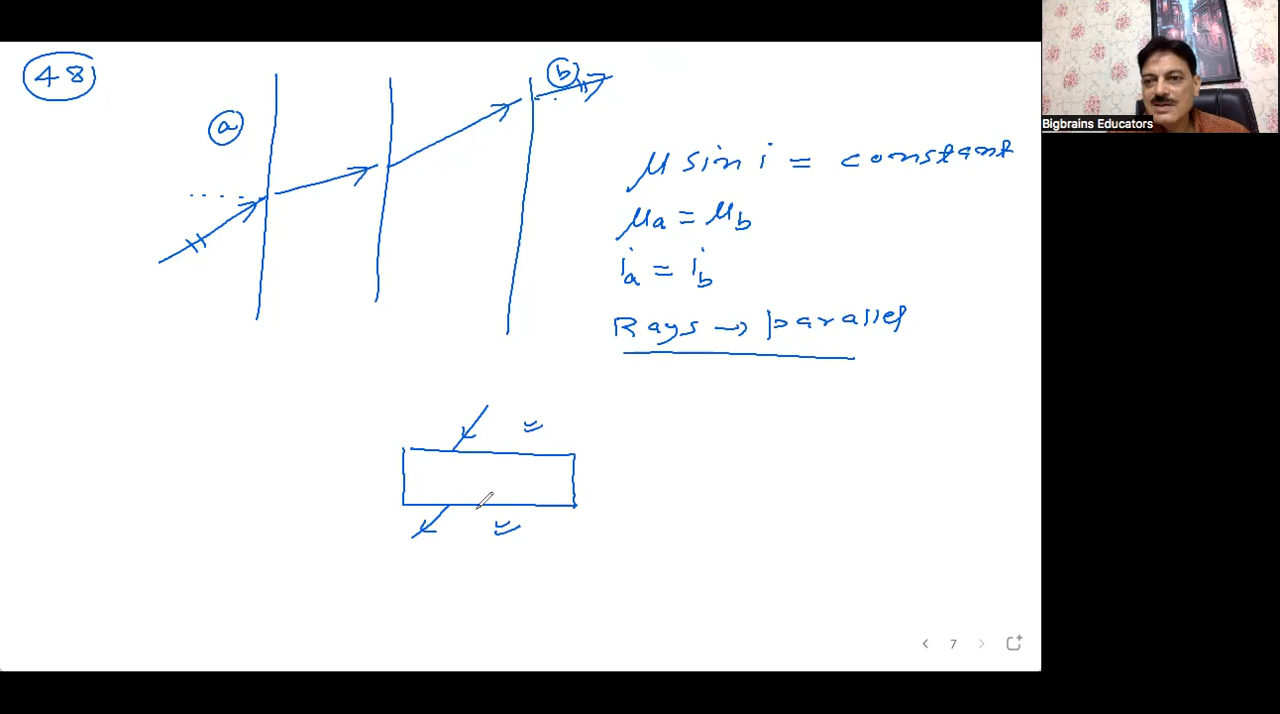 48
a
b
μ sin i = constant
μa = μb
ia = ib
Rays → parallel
Bigbrains Educators
7